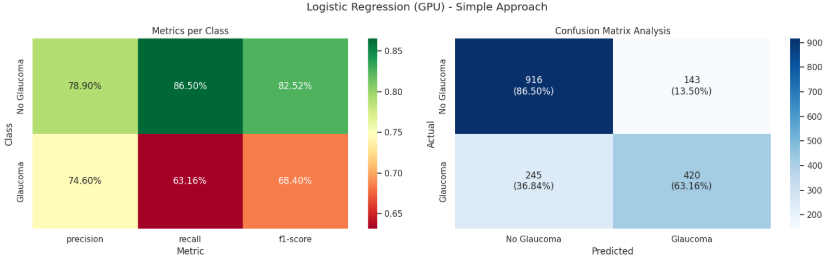 Logistic Regression (GPU) - Simple Approach
Metrics per Class
Class
No Glaucoma
Glaucoma
78.90%
86.50%
82.52%
74.60%
63.16%
68.40%
precision
recall
f1-score
Metric
0.85
0.80
0.75
0.70
0.65
Confusion Matrix Analysis
Actual
No Glaucoma
Glaucoma
916
(86.50%)
143
(13.50%)
245
(36.84%)
420
(63.16%)
No Glaucoma
Glaucoma
Predicted
900
800
700
600
500
400
300
200